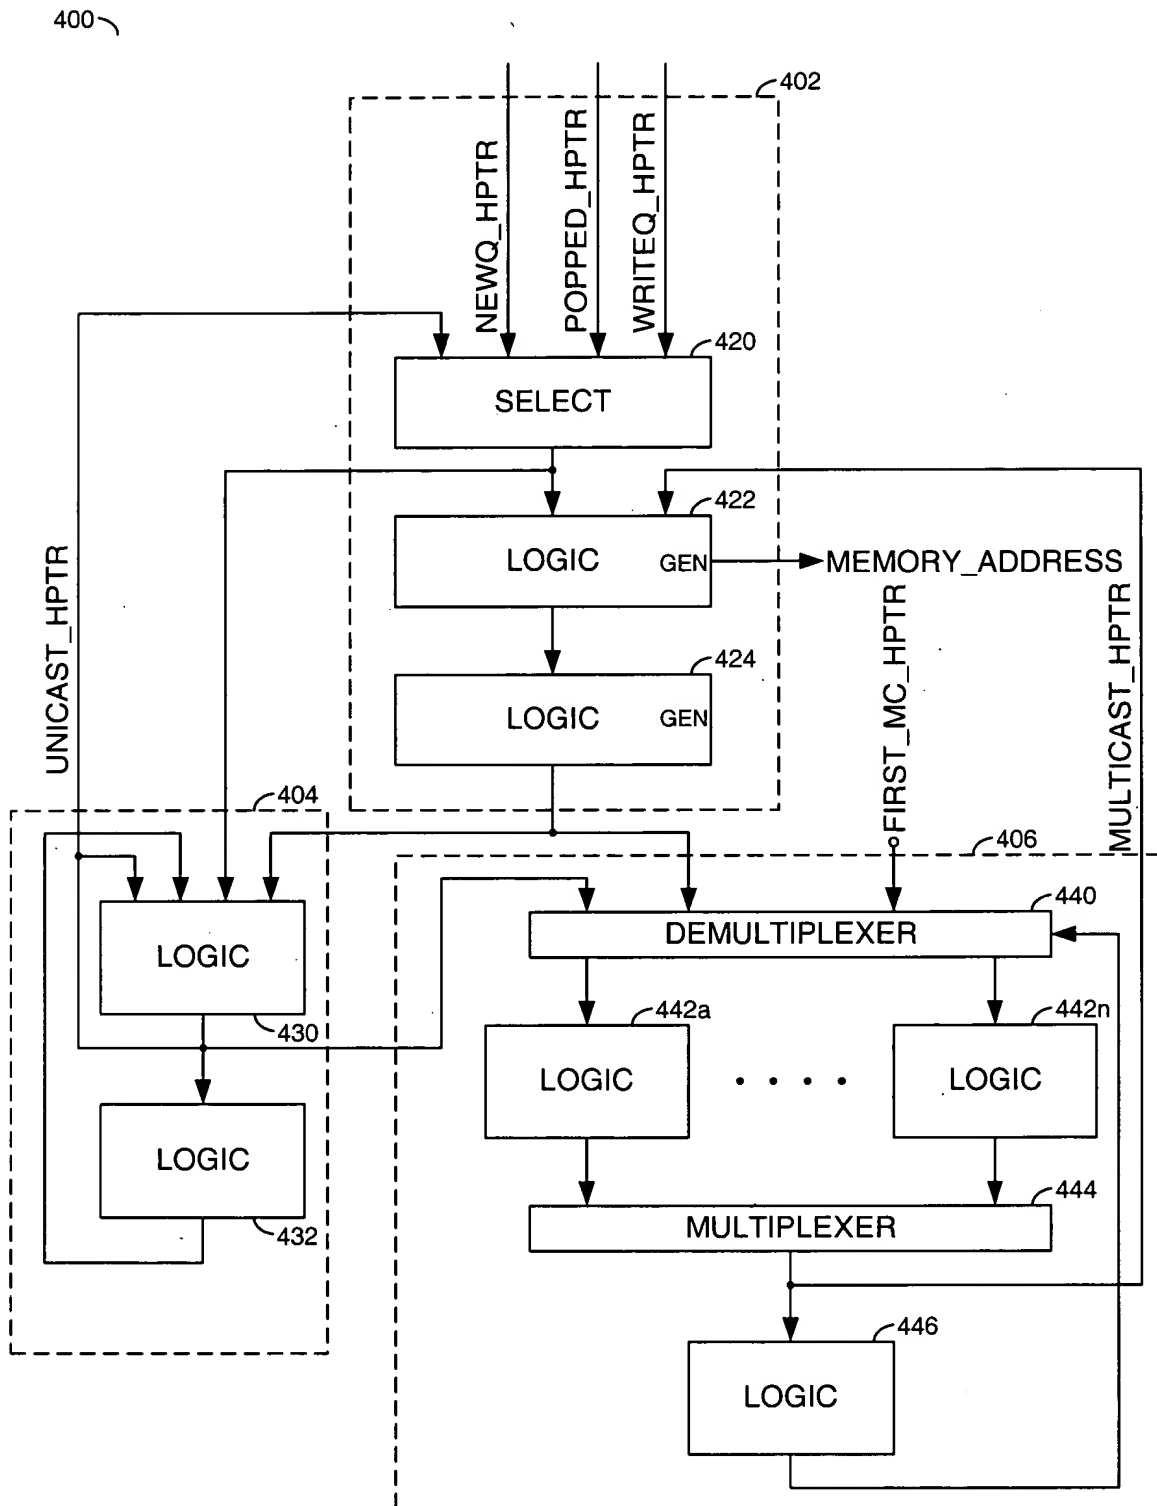 400
402
NEWQ_HPTR
POPPED_HPTR
WRITEQ_HPTR
420
SELECT
422
LOGIC
GEN
MEMORY_ADDRESS
UNICAST_HPTR
FIRST_MC_HPTR
MULTICAST_HPTR
424
LOGIC
GEN
404
406
440
DEMULTIPLEXER
LOGIC
430
442a
442n
LOGIC
LOGIC
LOGIC
432
444
MULTIPLEXER
446
LOGIC